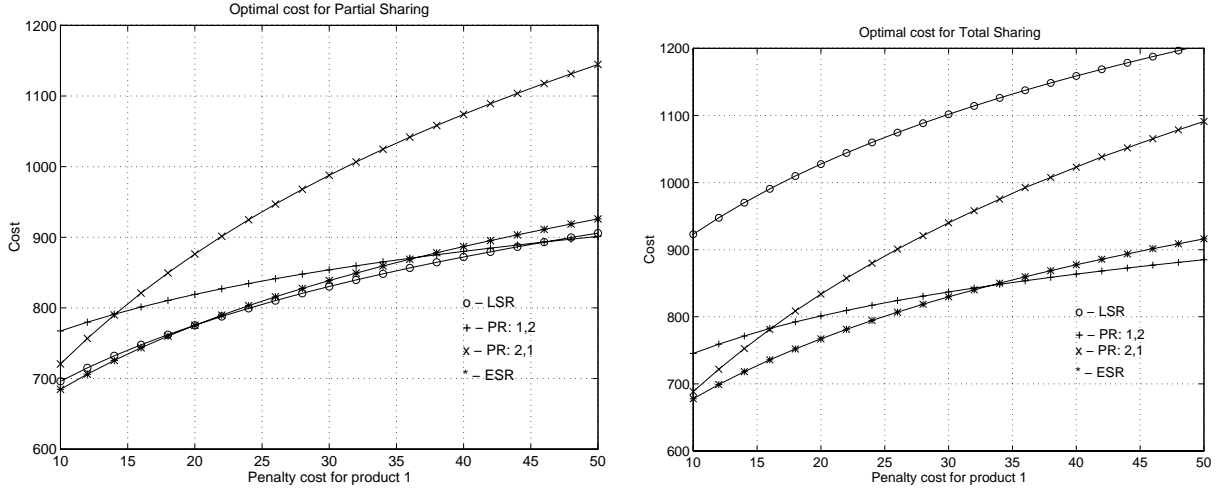 Optimal cost for Partial Sharing
1200
1100
1000
900
800
700
600
Cost
o – LSR
+ – PR: 1,2
x – PR: 2,1
* – ESR
10 15 20 25 30 35 40 45 50
Penalty cost for product 1
Optimal cost for Total Sharing
1200
1100
1000
900
800
700
600
Cost
o – LSR
+ – PR: 1,2
x – PR: 2,1
* – ESR
10 15 20 25 30 35 40 45 50
Penalty cost for product 1